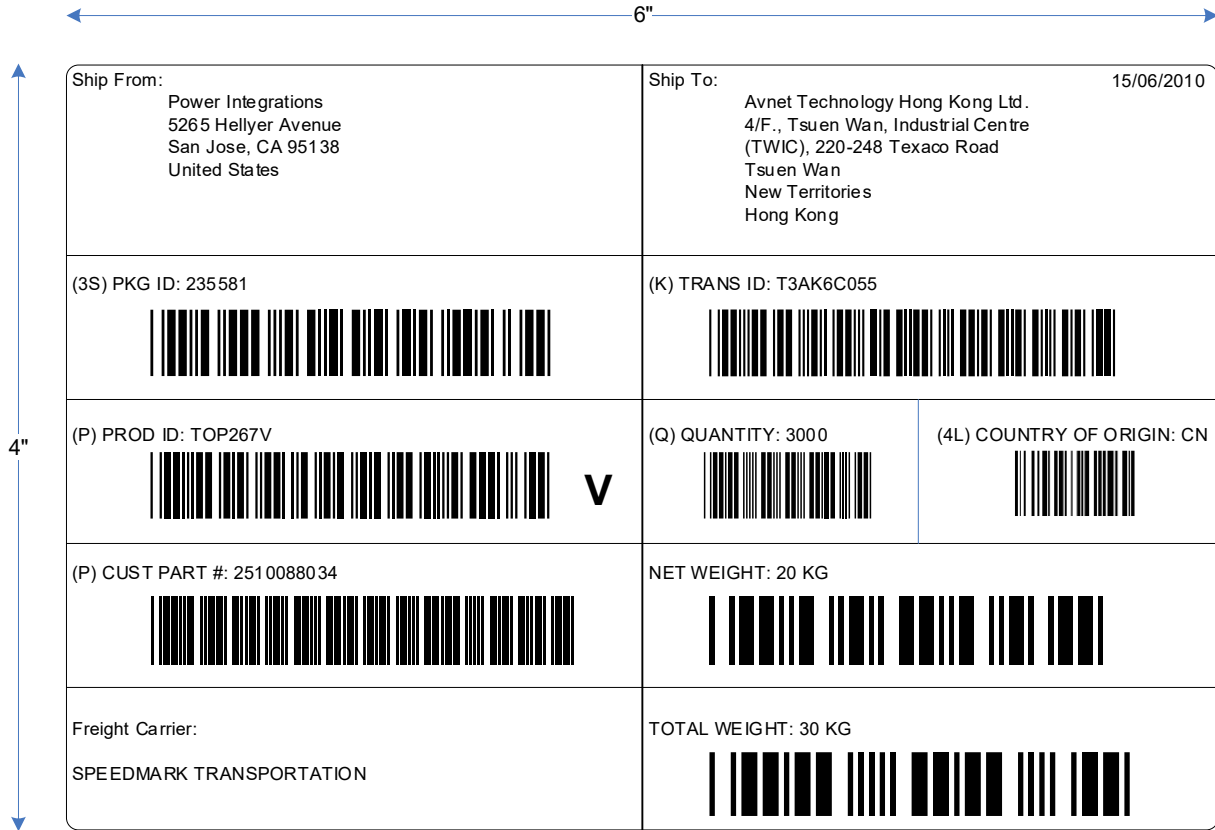 6"
4"
Ship From:
Power Integrations
5265 Hellyer Avenue
San Jose, CA 95138
United States
Ship To:
15/06/2010
Avnet Technology Hong Kong Ltd.
4/F., Tsuen Wan, Industrial Centre
(TWIC), 220-248 Texaco Road
Tsuen Wan
New Territories
Hong Kong
(3S) PKG ID: 235581
(K) TRANS ID: T3AK6C055
(P) PROD ID: TOP267V
V
(Q) QUANTITY: 3000
(4L) COUNTRY OF ORIGIN: CN
(P) CUST PART #: 2510088034
NET WEIGHT: 20 KG
Freight Carrier:
SPEEDMARK TRANSPORTATION
TOTAL WEIGHT: 30 KG